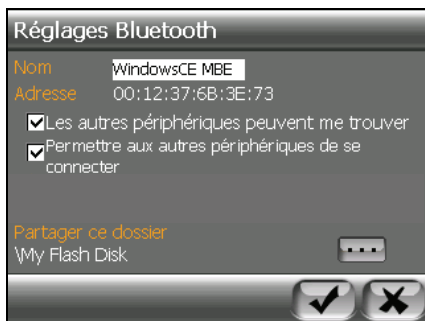 Réglages Bluetooth
Nom WindowsCE MBE
Adresse 00:12:37:6B:3E:73
Les autres périphériques peuvent me trouver
Permettre aux autres périphériques de se
connecter
Partager ce dossier
\My Flash Disk
...